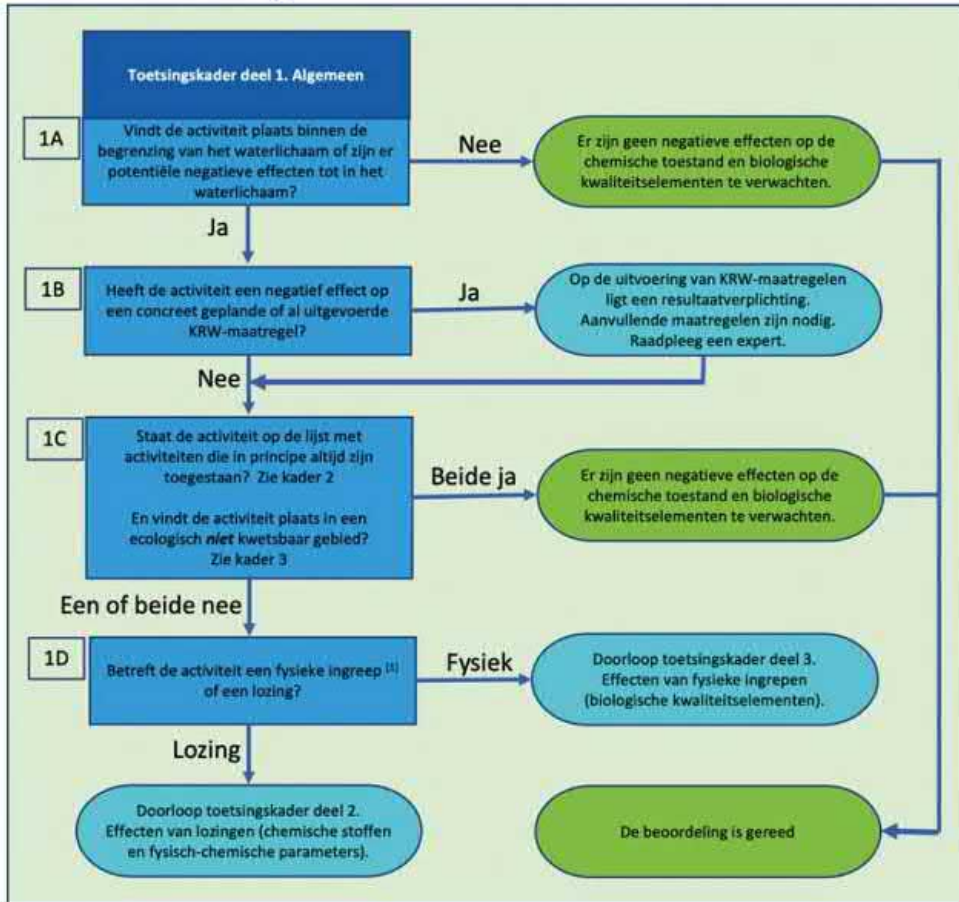 Toetsingskader deel 1. Algemeen
1A
Vindt de activiteit plaats binnen de
begrenzing van het waterlichaam of zijn er
potentiële negatieve effecten tot in het
waterlichaam?
Nee
Er zijn geen negatieve effecten op de
chemische toestand en biologische
kwaliteitselementen te verwachten.
Ja
1B
Heeft de activiteit een negatief effect op
een concreet geplande of al uitgevoerde
KRW-maatregel?
Ja
Op de uitvoering van KRW-maatregelen
ligt een resultaatverplichting.
Aanvullende maatregelen zijn nodig.
Raadpleeg een expert.
Nee
1C
Staat de activiteit op de lijst met
activiteiten die in principe altijd zijn
toegestaan? Zie kader 2
En vindt de activiteit plaats in een
ecologisch niet kwetsbaar gebied?
Zie kader 3
Beide ja
Er zijn geen negatieve effecten op de
chemische toestand en biologische
kwaliteitselementen te verwachten.
Een of beide nee
1D
Betreft de activiteit een fysieke ingreep [1]
of een lozing?
Fysiek
Doorloop toetsingskader deel 3.
Effecten van fysieke ingrepen
(biologische kwaliteitselementen).
Lozing
Doorloop toetsingskader deel 2.
Effecten van lozingen (chemische stoffen
en fysisch-chemische parameters).
De beoordeling is gereed